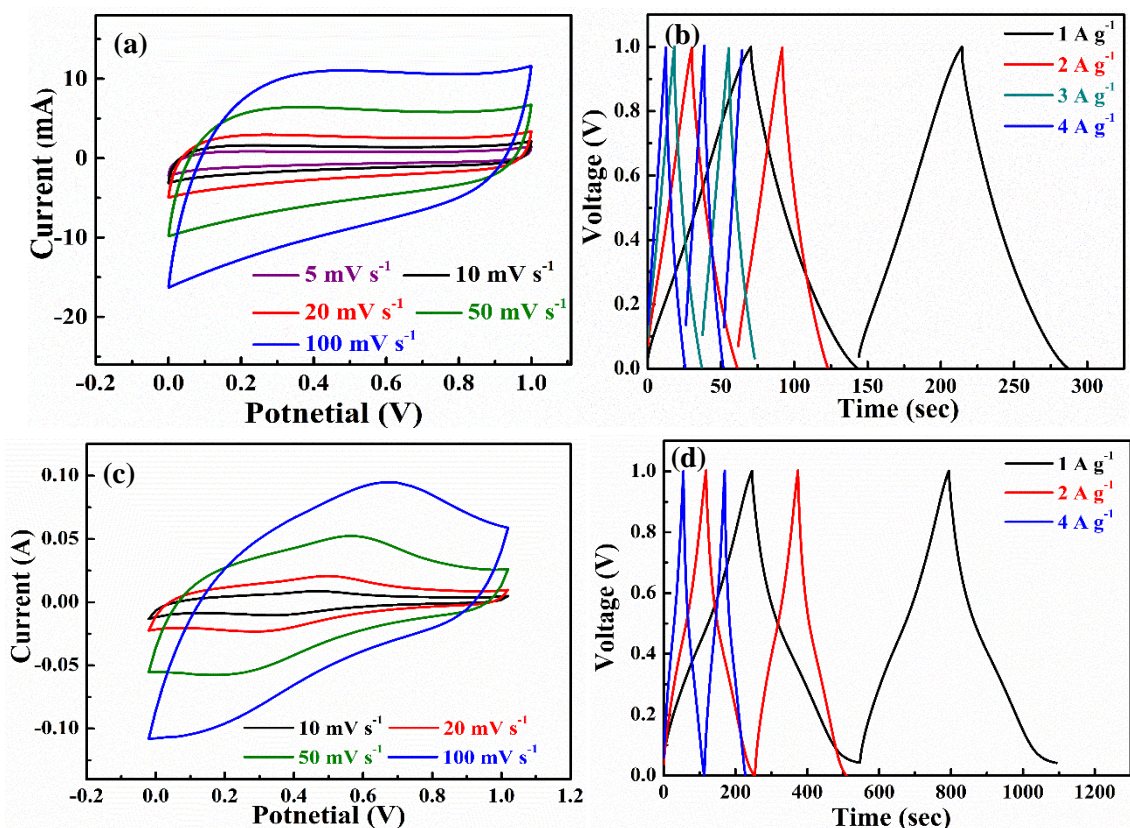 (a)
Current (mA)
10
0
-10
-20
5 mV s⁻¹ 10 mV s⁻¹
20 mV s⁻¹ 50 mV s⁻¹
100 mV s⁻¹
-0.2 0.0 0.2 0.4 0.6 0.8 1.0
Potnetial (V)
(b)
1 A g⁻¹
2 A g⁻¹
3 A g⁻¹
4 A g⁻¹
Voltage (V)
1.0
0.8
0.6
0.4
0.2
0.0
0 50 100 150 200 250 300
Time (sec)
(c)
Current (A)
0.10
0.05
0.00
-0.05
-0.10
10 mV s⁻¹ 20 mV s⁻¹
50 mV s⁻¹ 100 mV s⁻¹
0.0 0.2 0.4 0.6 0.8 1.0 1.2
Potnetial (V)
(d)
1 A g⁻¹
2 A g⁻¹
4 A g⁻¹
Voltage (V)
1.0
0.8
0.6
0.4
0.2
0.0
0 200 400 600 800 1000 1200
Time (sec)